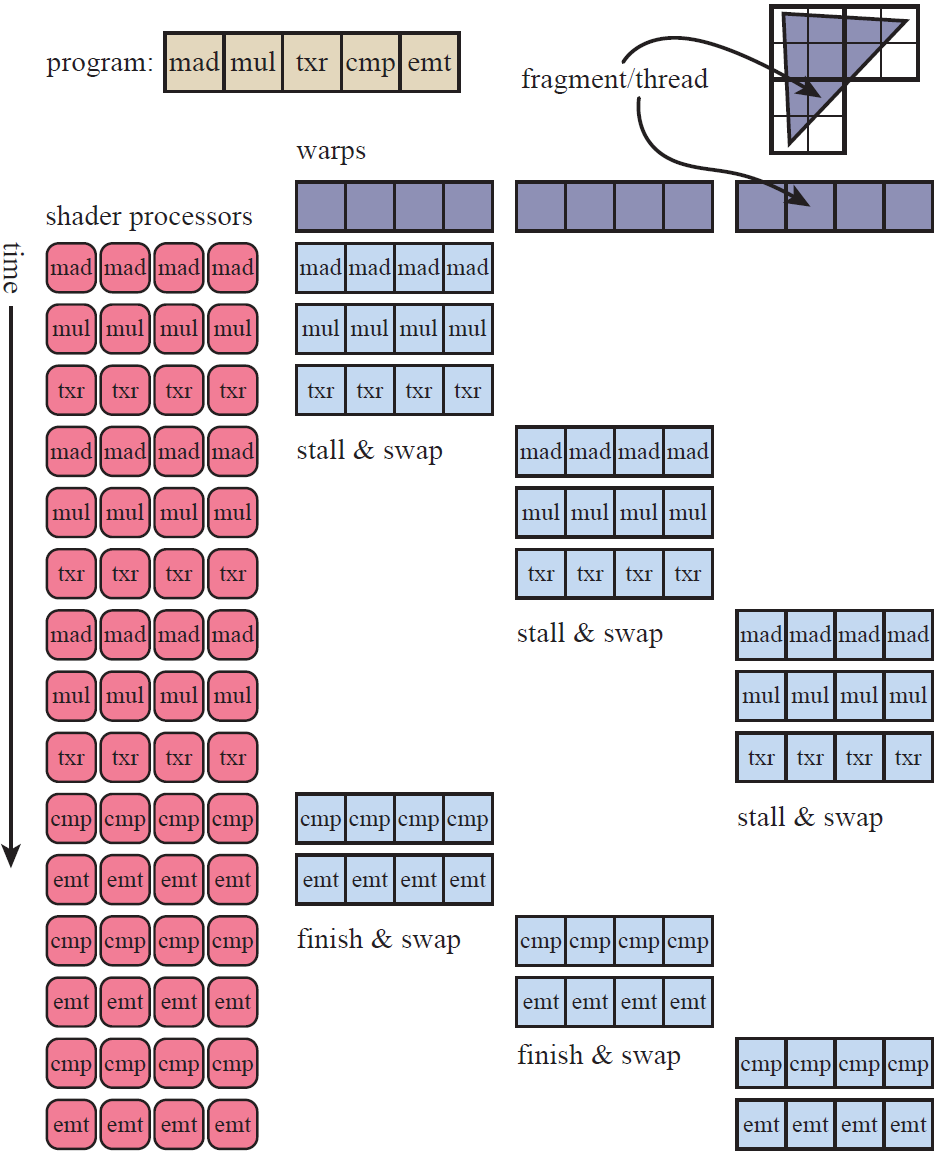 program: mad mul txr cmp emt
fragment/thread
warps
shader processors
time
mad mad mad mad mad mad mad mad
mul mul mul mul mul mul mul mul
txr txr txr txr txr txr txr txr
stall & swap
mad mad mad mad mad mad mad mad
mul mul mul mul mul mul mul mul
txr txr txr txr txr txr txr txr
stall & swap
mad mad mad mad mad mad mad mad
mul mul mul mul mul mul mul mul
txr txr txr txr txr txr txr txr
stall & swap
cmp cmp cmp cmp cmp cmp cmp cmp
emt emt emt emt emt emt emt emt
finish & swap
cmp cmp cmp cmp cmp cmp cmp cmp
emt emt emt emt emt emt emt emt
finish & swap
cmp cmp cmp cmp cmp cmp cmp cmp
emt emt emt emt emt emt emt emt